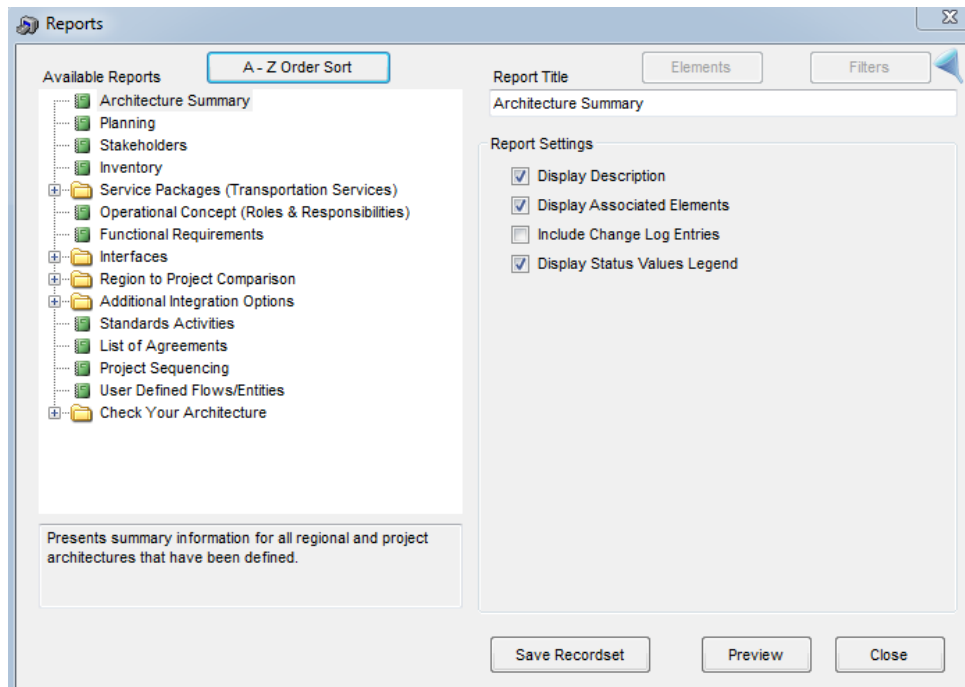 Reports
Available Reports
A - Z Order Sort
Architecture Summary
Planning
Stakeholders
Inventory
Service Packages (Transportation Services)
Operational Concept (Roles & Responsibilities)
Functional Requirements
Interfaces
Region to Project Comparison
Additional Integration Options
Standards Activities
List of Agreements
Project Sequencing
User Defined Flows/Entities
Check Your Architecture
Presents summary information for all regional and project
architectures that have been defined.
Report Title
Elements
Filters
Architecture Summary
Report Settings
Display Description
Display Associated Elements
Include Change Log Entries
Display Status Values Legend
Save Recordset
Preview
Close